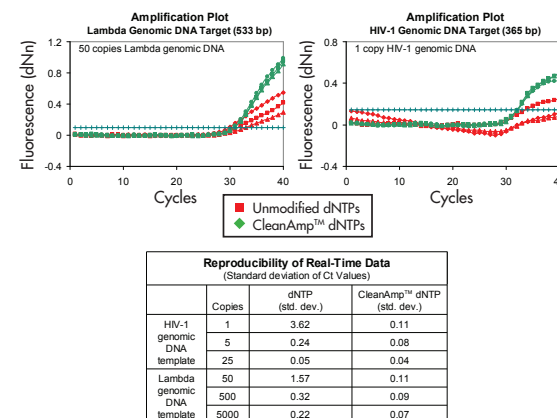 Amplification Plot
Lambda Genomic DNA Target (533 bp)
50 copies Lambda genomic DNA
Fluorescence (dNn)
1.2
0.8
0.4
0
-0.4
0 10 20 30 40
Cycles
Amplification Plot
HIV-1 Genomic DNA Target (365 bp)
1 copy HIV-1 genomic DNA
Fluorescence (dNn)
0.8
0.4
0
-0.4
0 10 20 30
Cycles
Unmodified dNTPs
CleanAmp™ dNTPs
Reproducibility of Real-Time Data
(Standard deviation of Ct Values)
Copies dNTP (std. dev.) CleanAmp™ dNTP (std. dev.)
HIV-1 genomic DNA template
1 3.62 0.11
5 0.24 0.08
25 0.05 0.04
Lambda genomic DNA template
50 1.57 0.11
500 0.32 0.09
5000 0.22 0.07